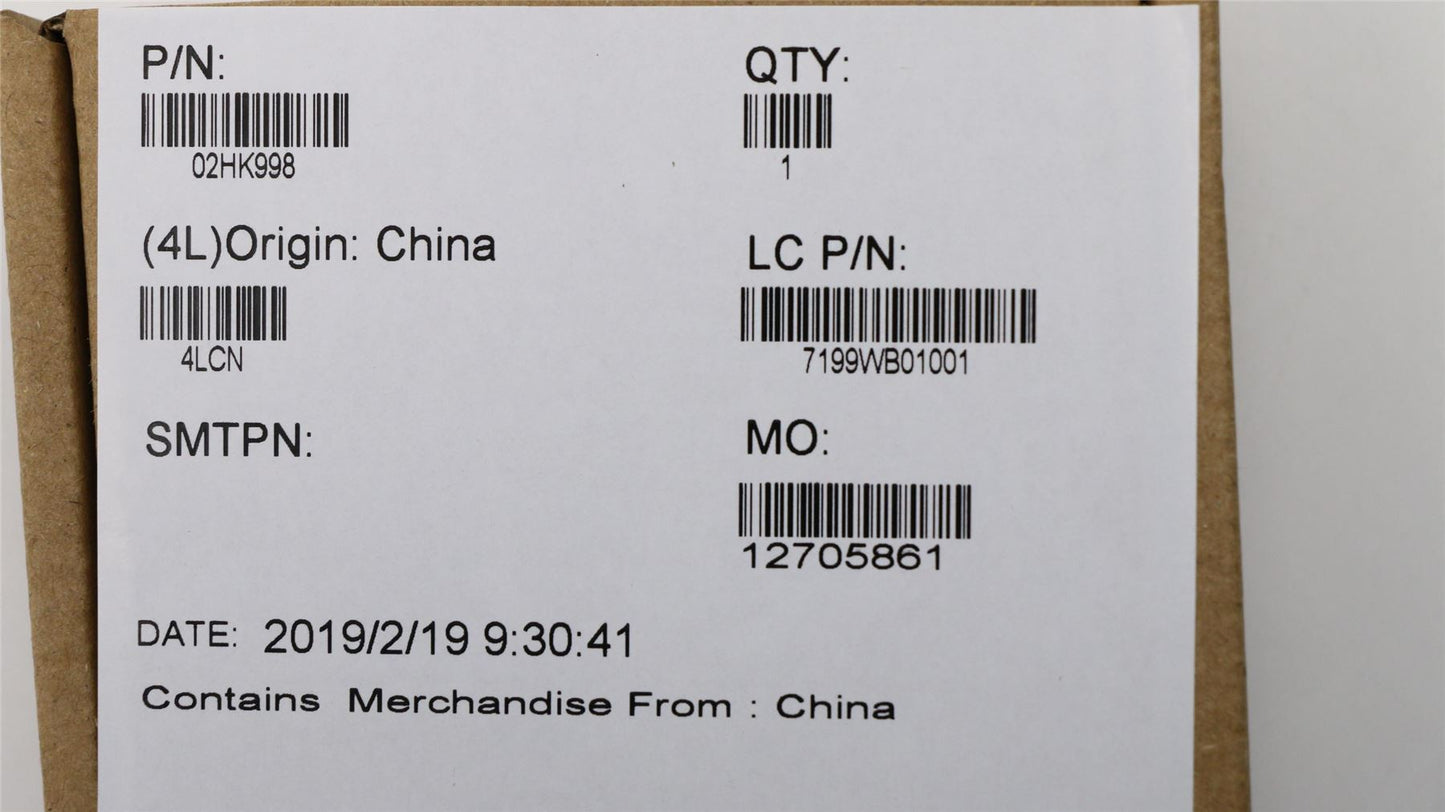 P/N:
02HK998
QTY:
1
(4L)Origin: China
4LCN
LC P/N:
7199WB01001
SMTPN:
MO:
12705861
DATE: 2019/2/19 9:30:41
Contains Merchandise From : China